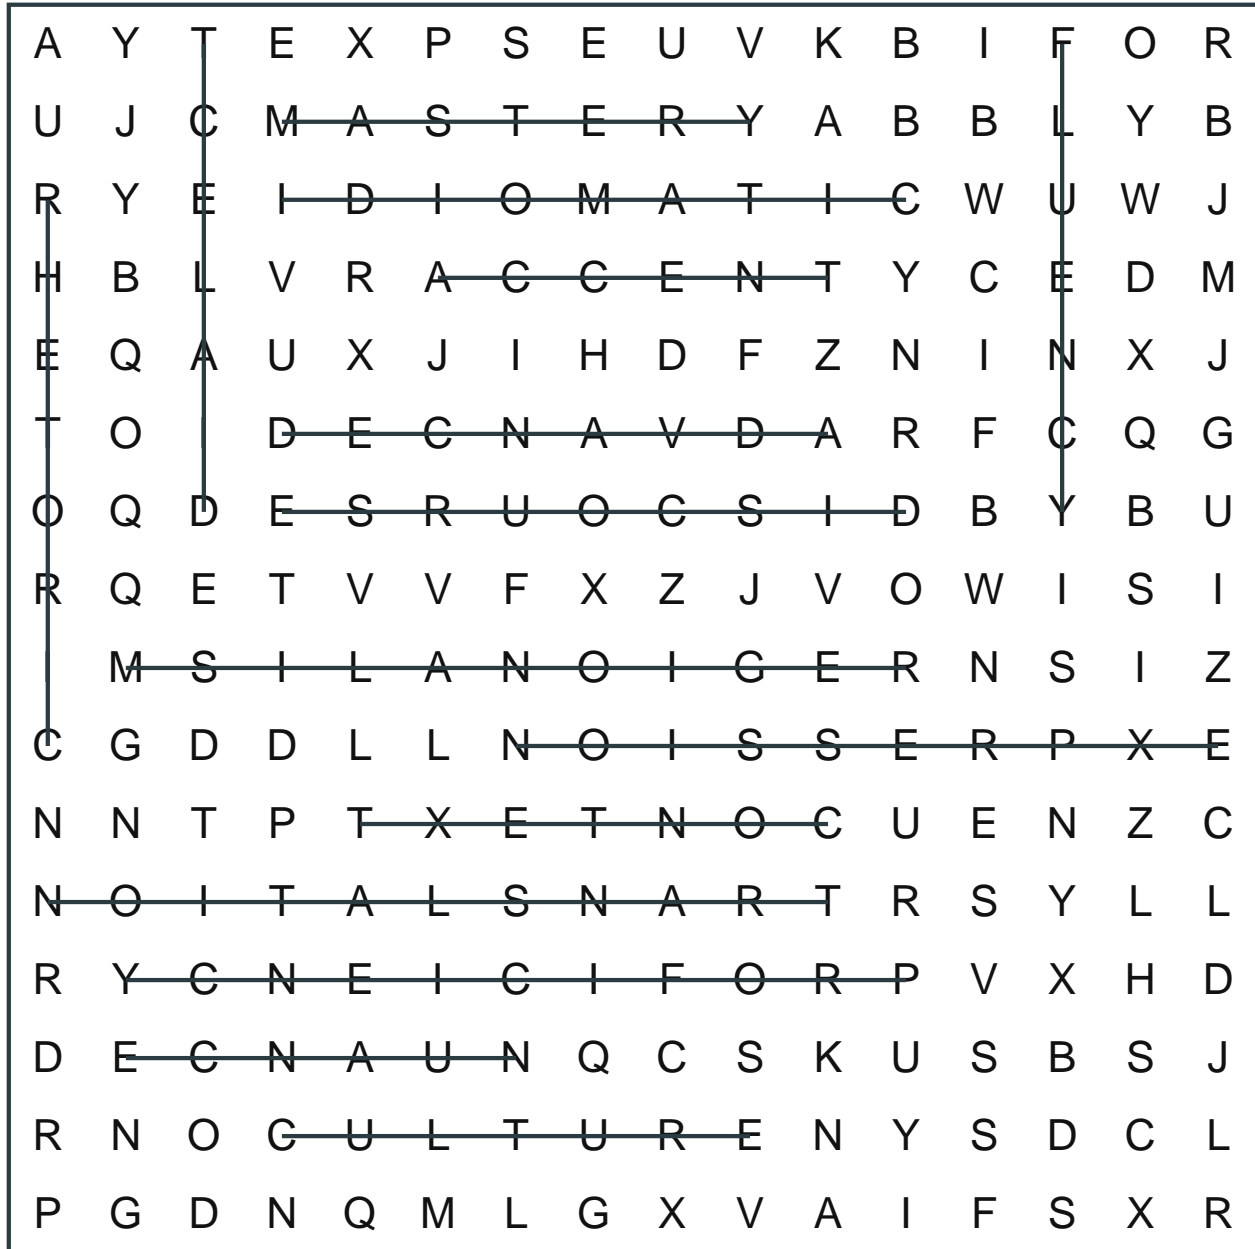 A Y T E X P S E U V K B I F O R
U J C M A S T E R Y A B B L Y B
R Y E I D I O M A T I C W U W J
H B L V R A C C E N T Y C E D M
E Q A U X J I H D F Z N I N X J
T O I D E C N A V D A R F C Q G
O Q D E S R U O C S I D B Y B U
R Q E T V V F X Z J V O W I S I
I M S I L A N O I G E R N S I Z
C G D D L L N O I S S E R P X E
N N T P T X E T N O C U E N Z C
N O I T A L S N A R T R S Y L L
R Y C N E I C I F O R P V X H D
D E C N A U N Q C S K U S B S J
R N O C U L T U R E N Y S D C L
P G D N Q M L G X V A I F S X R